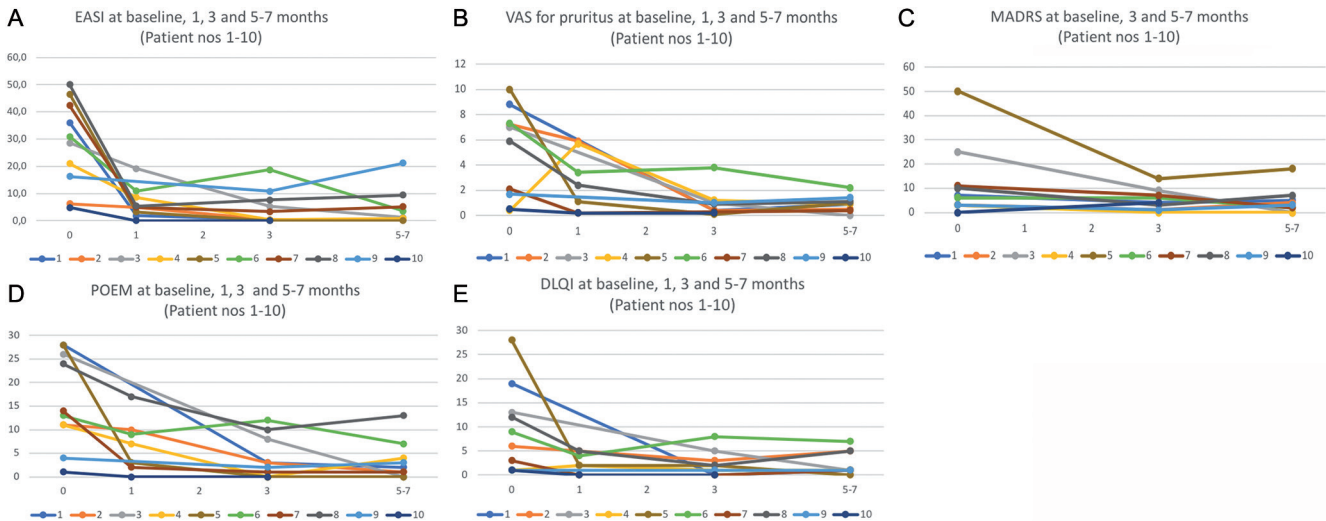 A
EASI at baseline, 1, 3 and 5-7 months
(Patient nos 1-10)
60,0
50,0
40,0
30,0
20,0
10,0
0,0
0 1 2 3 5-7
1 2 3 4 5 6 7 8 9 10
B
VAS for pruritus at baseline, 1, 3 and 5-7 months
(Patient nos 1-10)
12
10
8
6
4
2
0
0 1 2 3 5-7
1 2 3 4 5 6 7 8 9 10
C
MADRS at baseline, 3 and 5-7 months
(Patient nos 1-10)
60
50
40
30
20
10
0
0 1 2 3 5-7
1 2 3 4 5 6 7 8 9 10
D
POEM at baseline, 1, 3 and 5-7 months
(Patient nos 1-10)
30
25
20
15
10
5
0
0 1 2 3 5-7
1 2 3 4 5 6 7 8 9 10
E
DLQI at baseline, 1, 3 and 5-7 months
(Patient nos 1-10)
30
25
20
15
10
5
0
0 1 2 3 5-7
1 2 3 4 5 6 7 8 9 10